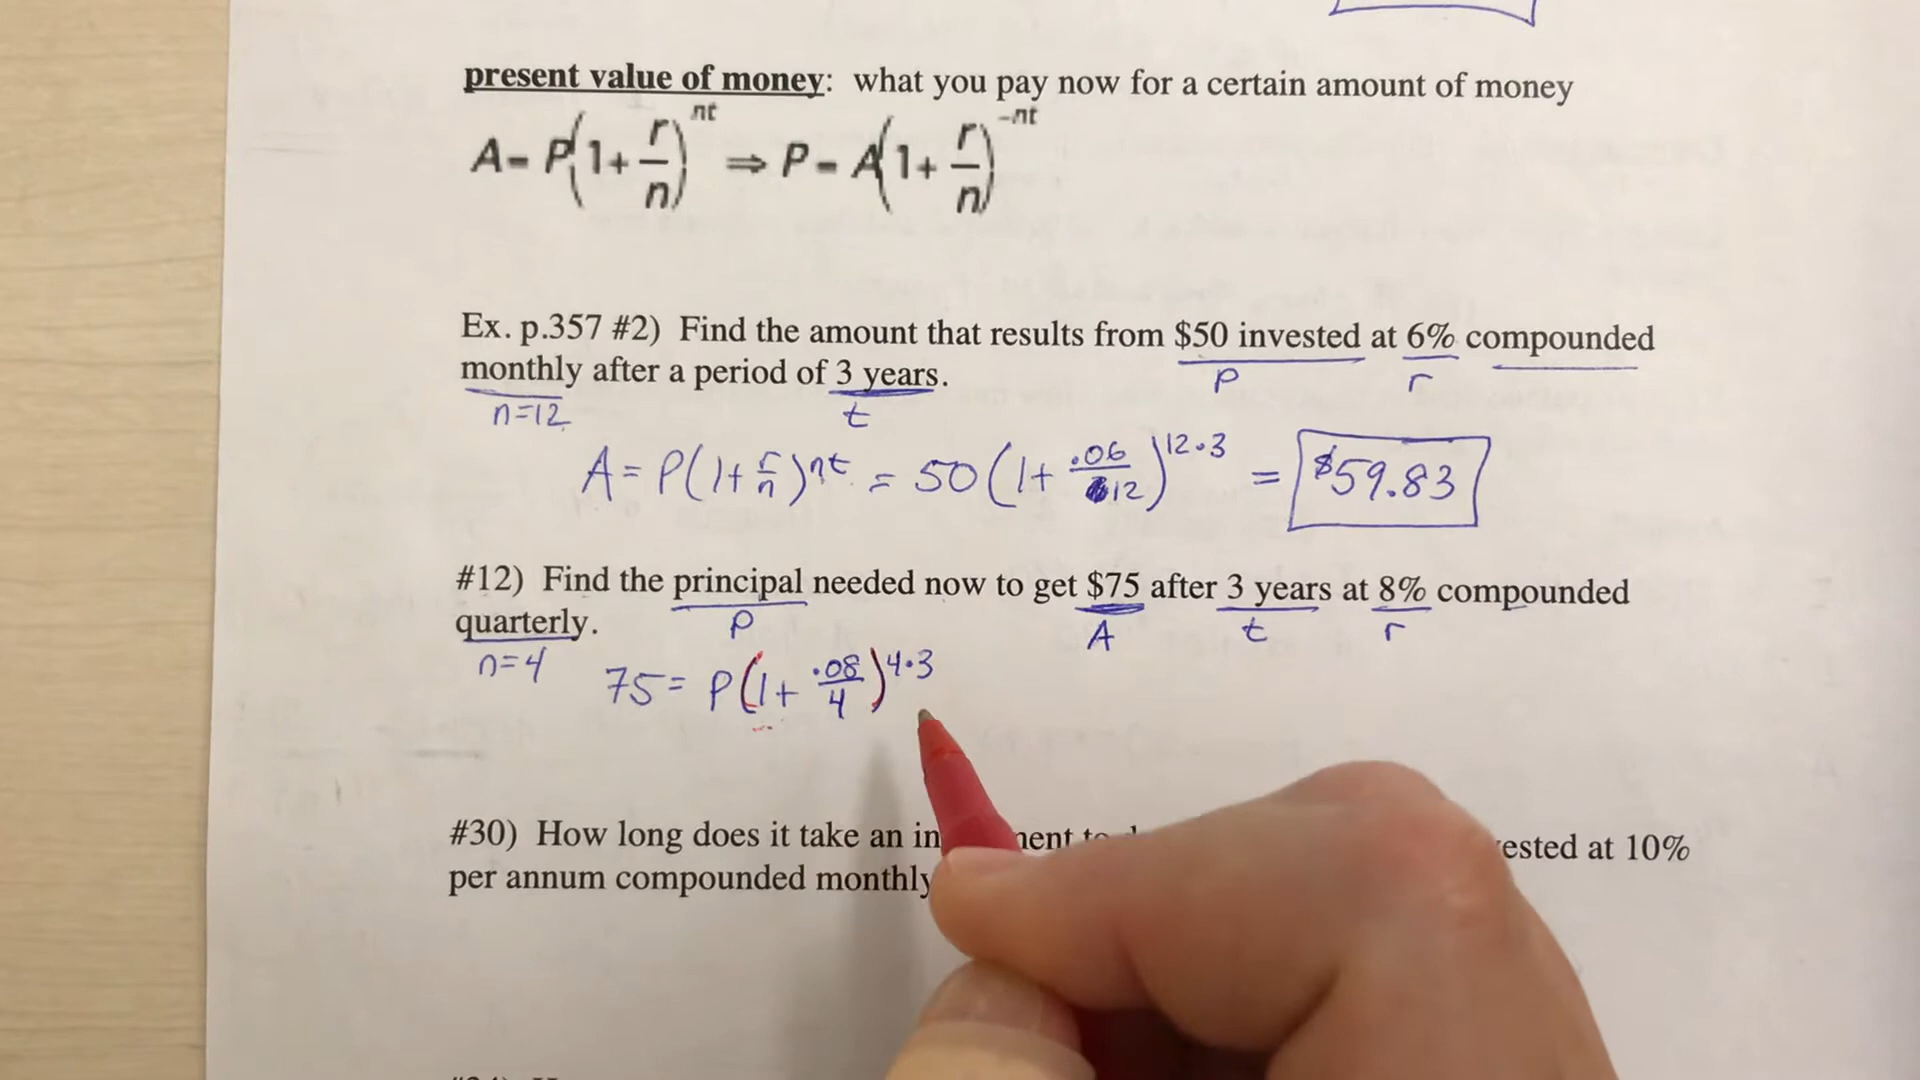 present value of money: what you pay now for a certain amount of money
A = P(1 + r/n)^nt ⇒ P = A(1 + r/n)^-nt
Ex. p.357 #2) Find the amount that results from $50 invested at 6% compounded
monthly after a period of 3 years.
P r
n=12 t
A = P(1 + r/n)^nt = 50(1 + .06/12)^12·3 = $59.83
#12) Find the principal needed now to get $75 after 3 years at 8% compounded
quarterly.
P A t r
n=4
75 = P(1 + .08/4)^4·3
#30) How long does it take an at 10%
per annum compounded monthly